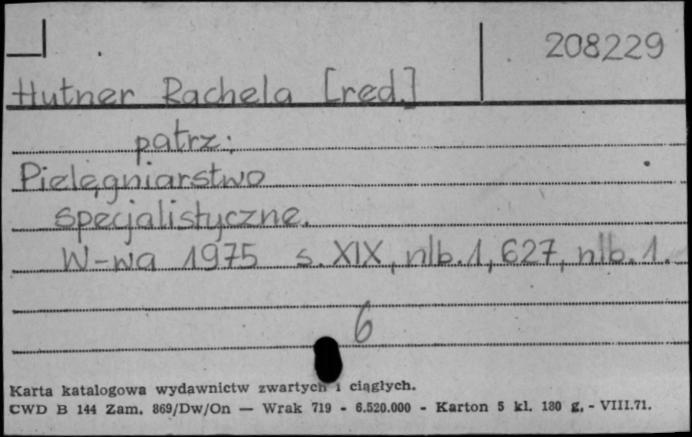 208229
Hutner Rachela [red.]
patrz:
Pielęgniarstwo
specjalistyczne.
W-wa 1975 s. XIX, nlb. 1, 627, nlb. 1.
6
Karta katalogowa wydawnictw zwartych i ciągłych.
CWD B 144 Zam. 869/Dw/On — Wrak 719 - 6.520.000 - Karton 5 kl. 180 g. - VIII.71.